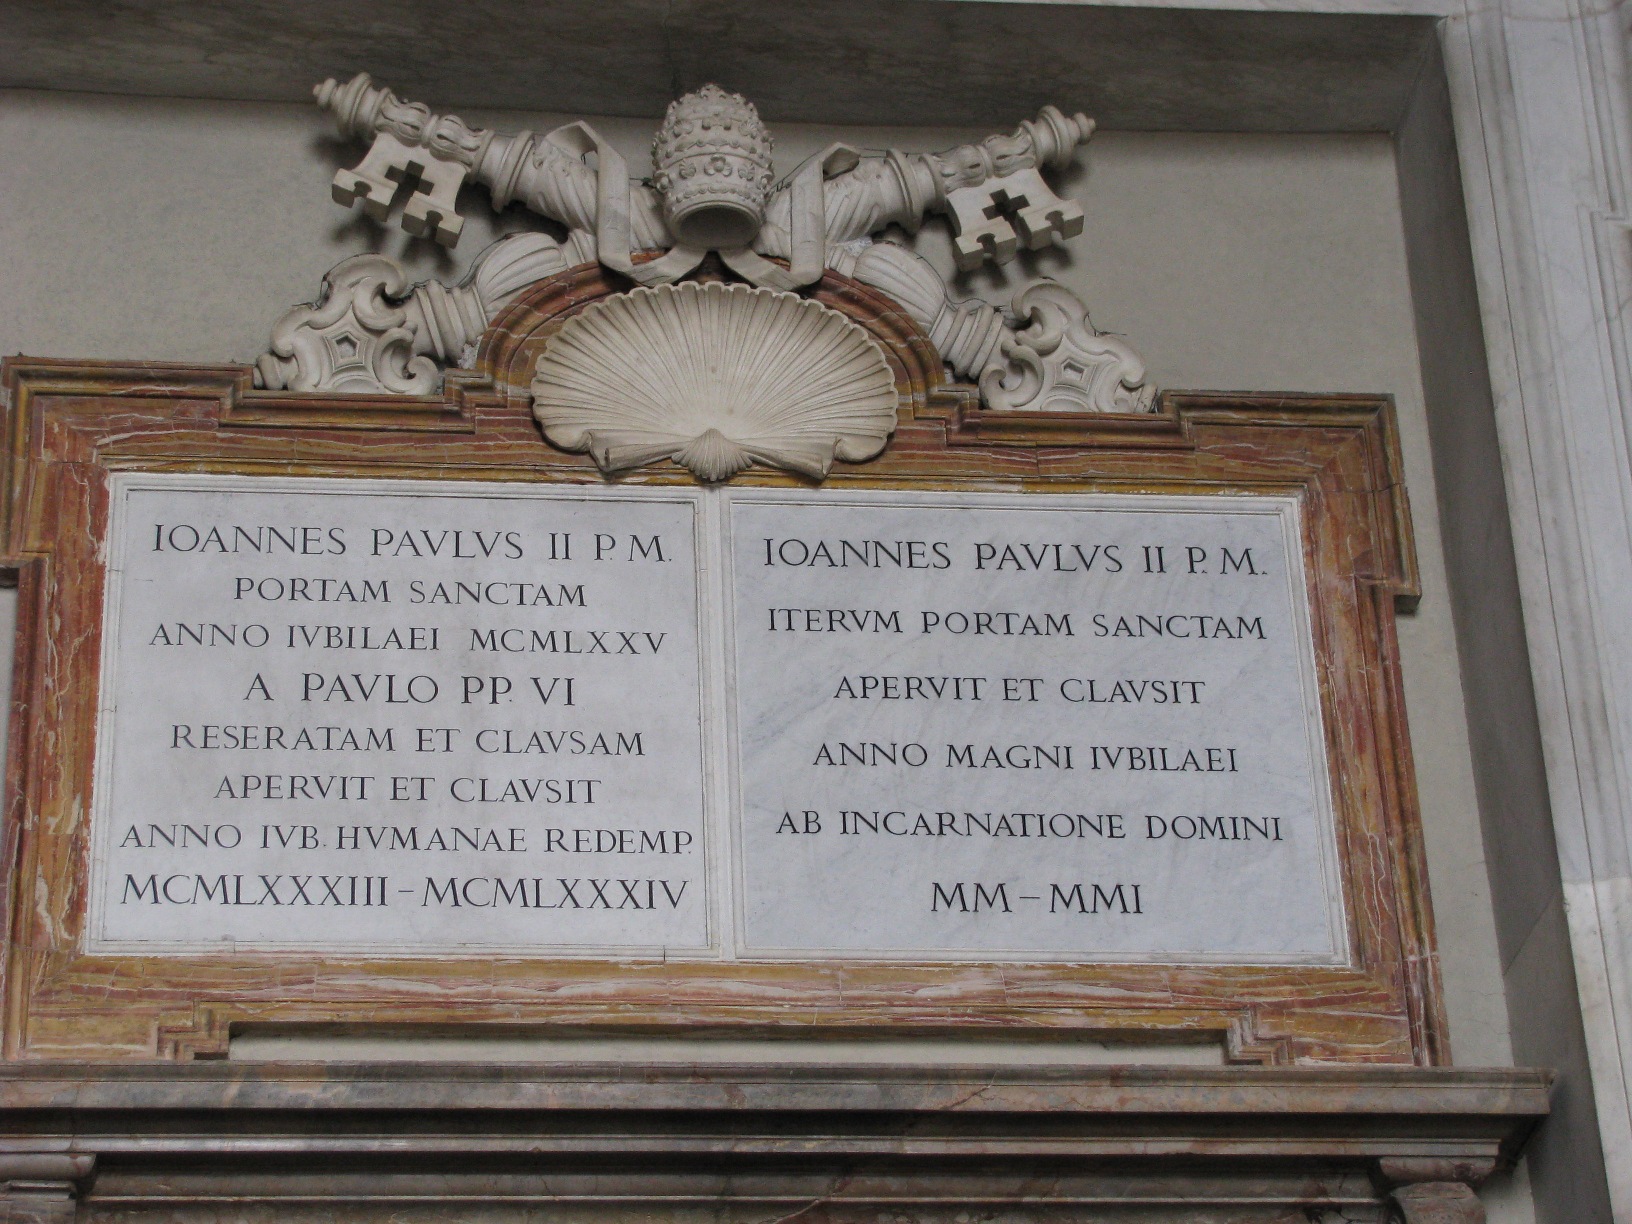 IOANNES PAVLVS II P. M.
PORTAM SANCTAM
ANNO IVBILAEI MCMLXXV
A PAVLO PP. VI
RESERATAM ET CLAVSAM
APERVIT ET CLAVSIT
ANNO IVB. HVMANAE REDEMP.
MCMLXXXIII-MCMLXXXIV
IOANNES PAVLVS II P. M.
ITERVM PORTAM SANCTAM
APERVIT ET CLAVSIT
ANNO MAGNI IVBILAEI
AB INCARNATIONE DOMINI
MM-MMI